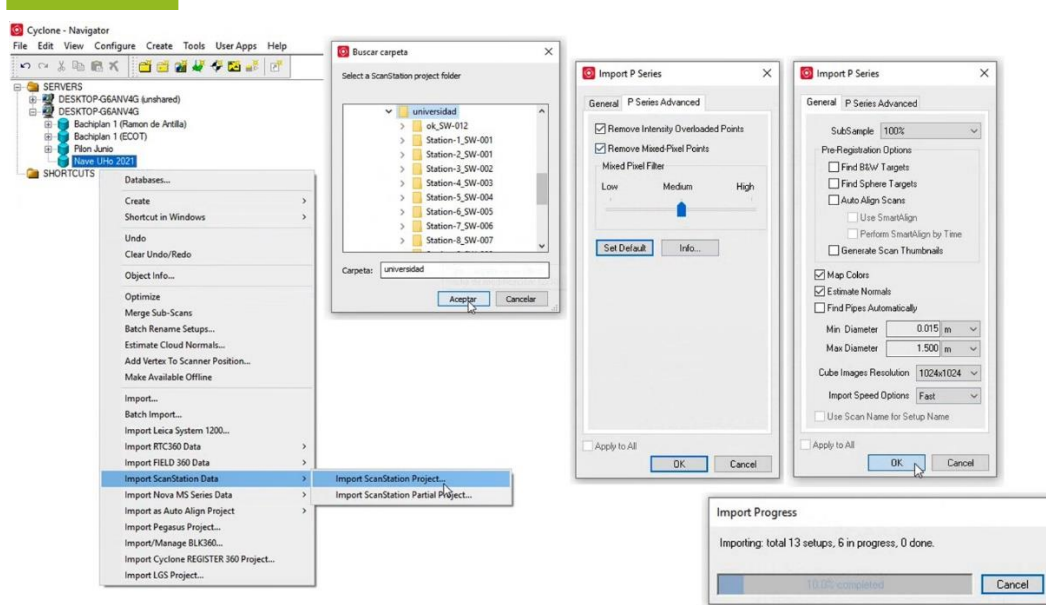 Cyclone - Navigator
File Edit View Configure Create Tools User Apps Help
SERVERS
DESKTOP-G6ANV4G (unshared)
DESKTOP-G6ANV4G
Bachiplan 1 (Ramon de Antilla)
Bachiplan 1 (ECOT)
Pilon Junio
Nave UHo 2021
SHORTCUTS
Databases...
Create
Shortcut in Windows
Undo
Clear Undo/Redo
Object Info...
Optimize
Merge Sub-Scans
Batch Rename Setups...
Estimate Cloud Normals...
Add Vertex To Scanner Position...
Make Available Offline
Import...
Batch Import...
Import Leica System 1200...
Import RTC360 Data
Import FIELD 360 Data
Import ScanStation Data
Import Nova MS Series Data
Import as Auto Align Project
Import Pegasus Project...
Import/Manage BLK360...
Import Cyclone REGISTER 360 Project...
Import LGS Project...
Import ScanStation Project...
Import ScanStation Partial Project...
Buscar carpeta
Select a ScanStation project folder
universidad
ok_SW-012
Station-1_SW-001
Station-2_SW-001
Station-3_SW-002
Station-4_SW-003
Station-5_SW-004
Station-6_SW-005
Station-7_SW-006
Station-8_SW-007
Carpeta: universidad
Aceptar Cancelar
Import P Series
General P Series Advanced
Remove Intensity Overloaded Points
Remove Mixed-Pixel Points
Mixed Pixel Filter
Low Medium High
Set Default Info...
Apply to All
OK Cancel
Import P Series
General P Series Advanced
SubSample 100%
Pre-Registration Options
Find B&W Targets
Find Sphere Targets
Auto Align Scans
Use SmartAlign
Perform SmartAlign by Time
Generate Scan Thumbnails
Map Colors
Estimate Normals
Find Pipes Automatically
Min Diameter 0.015 m
Max Diameter 1.500 m
Cube Images Resolution 1024x1024
Import Speed Options Fast
Use Scan Name for Setup Name
Apply to All
OK Cancel
Import Progress
Importing: total 13 setups, 6 in progress, 0 done.
10.0% completed
Cancel